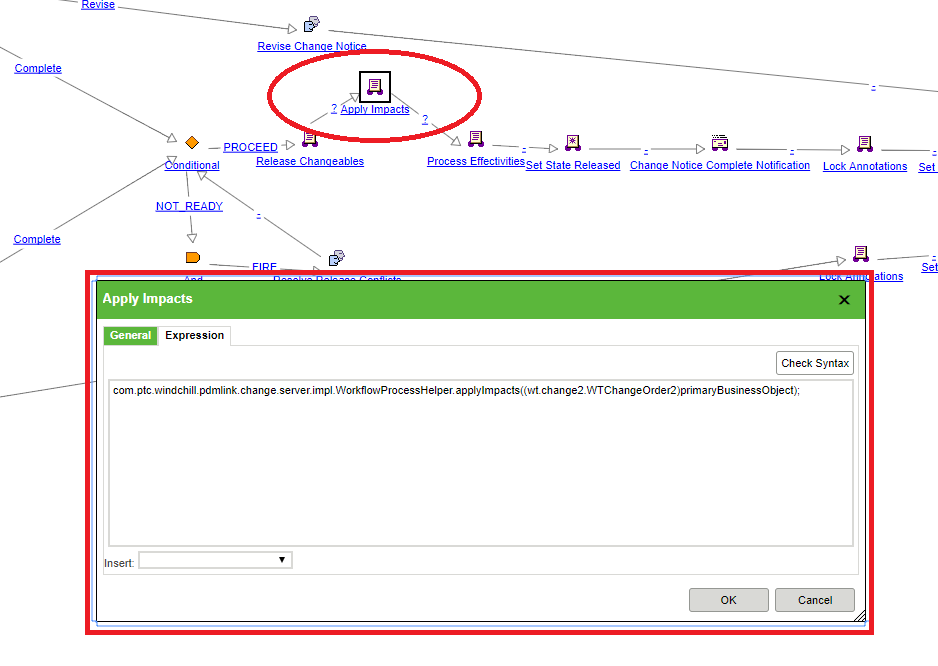 Revise
Revise Change Notice
-
Complete
? Apply Impacts
?
PROCEED
Conditional
Release Changeables
Process Effectivities
-
Set State Released
-
Change Notice Complete Notification
-
Lock Annotations
-
Set
NOT_READY
-
Complete
And
FIRE
Resolve Release Conflicts
Lock Annotations
-
Set
Apply Impacts
General
Expression
Check Syntax
com.ptc.windchill.pdmlink.change.server.impl.WorkflowProcessHelper.applyImpacts((wt.change2.WTChangeOrder2)primaryBusinessObject);
Insert:
OK
Cancel